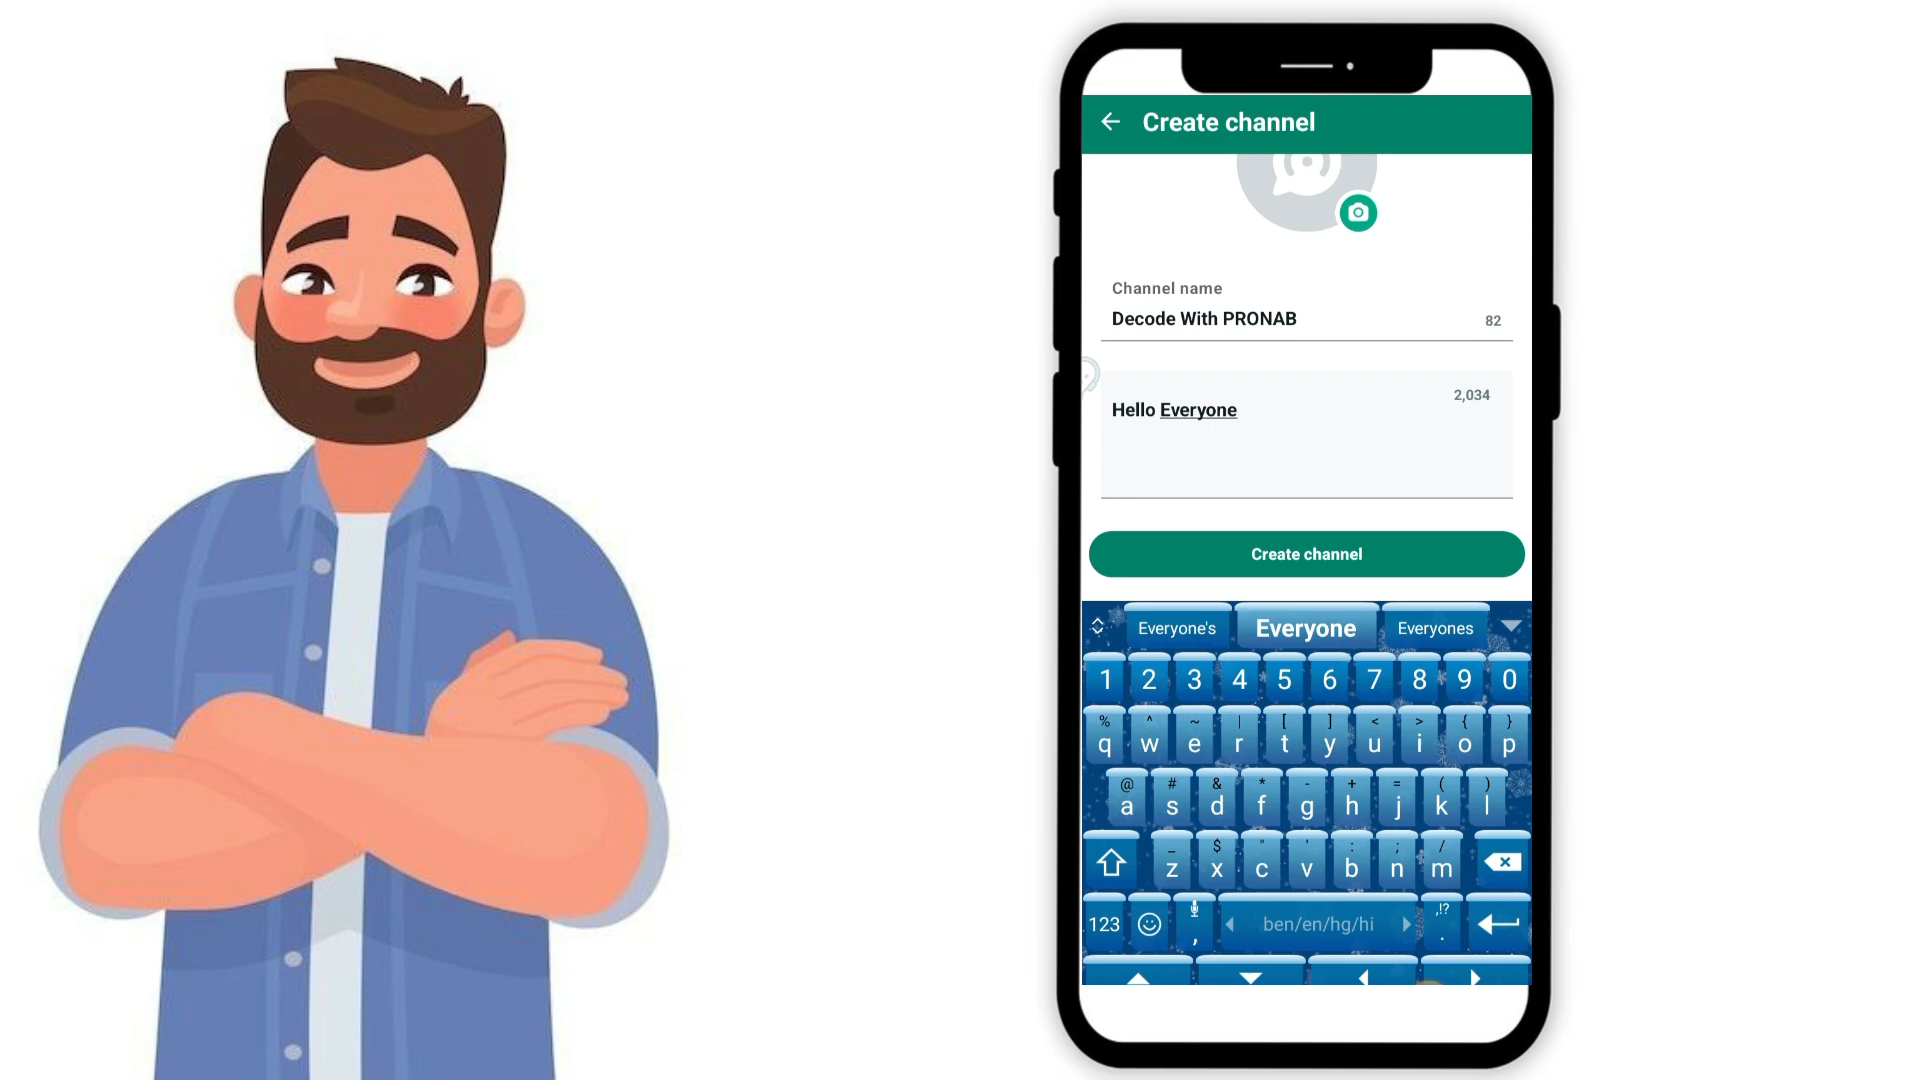 Create channel
Channel name
Decode With PRONAB 82
2,034
Hello Everyone
Create channel
Everyone's Everyone Everyones
1 2 3 4 5 6 7 8 9 0
% ^ ~ | [ ] < > { }
q w e r t y u i o p
@ # & * - + = ( )
a s d f g h j k l
_ $ " ' : ; /
z x c v b n m
,!?
123 , ben/en/hg/hi .